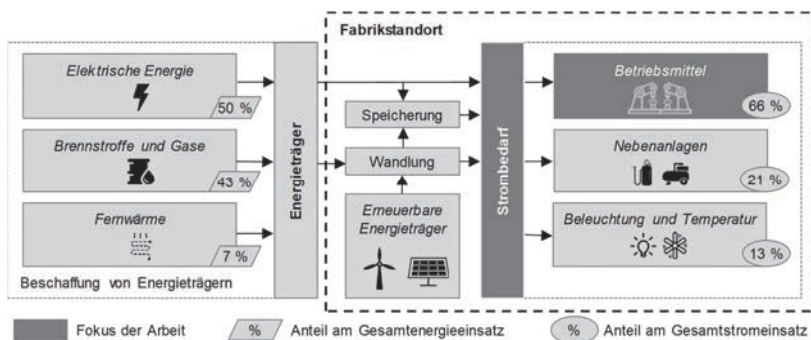 Fabrikstandort
Elektrische Energie
50 %
Brennstroffe und Gase
43 %
Fernwärme
7 %
Beschaffung von Energieträgern
Energieträger
Speicherung
Wandlung
Erneuerbare
Energieträger
Strombedarf
Betriebsmittel
66 %
Nebenanlagen
21 %
Beleuchtung und Temperatur
13 %
Fokus der Arbeit
% Anteil am Gesamtenergieeinsatz
% Anteil am Gesamtstromeinsatz